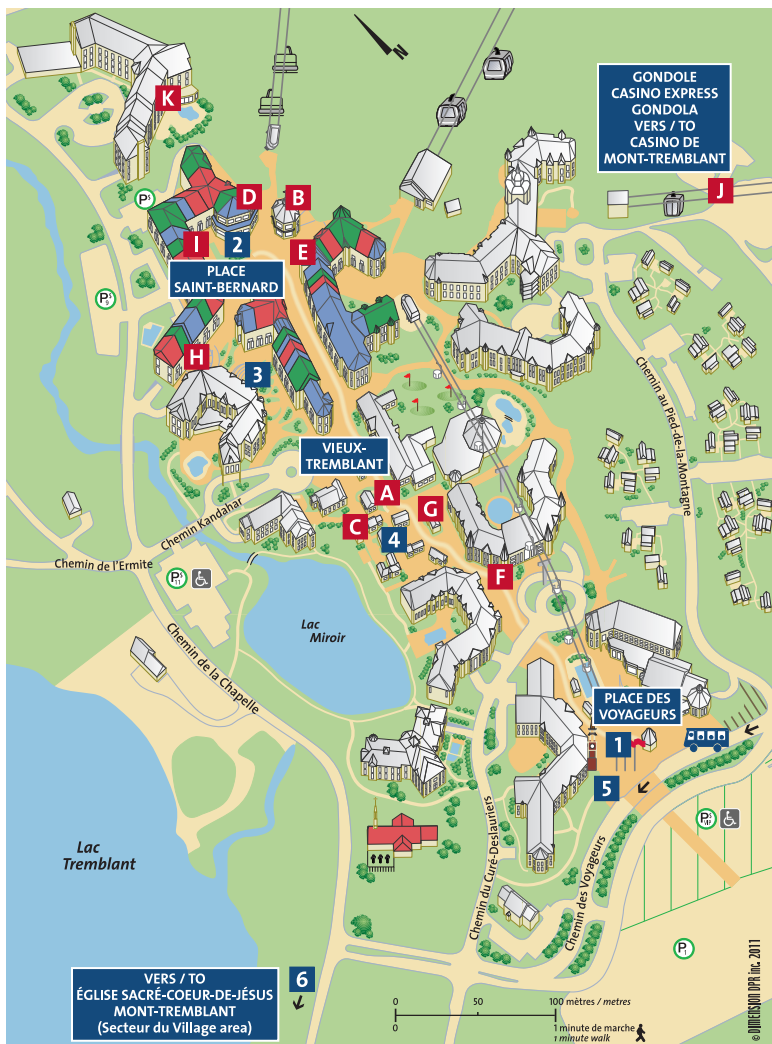 N
GONDOLE
CASINO EXPRESS
GONDOLA
VERS / TO
CASINO DE
MONT-TREMBLANT
K
J
D
B
I
2
E
PLACE
SAINT-BERNARD
H
3
Chemin au Pied-de-la-Montagne
VIEUX-
TREMBLANT
A
C
G
4
F
Chemin Kandahar
Chemin de l'Ermite
P
11
Lac
Miroir
Chemin de la Chapelle
PLACE DES
VOYAGEURS
1
5
Lac
Tremblant
Chemin du Curé-Deslauriers
Chemin des Voyageurs
P
P
1
VERS / TO
ÉGLISE SACRÉ-COEUR-DE-JÉSUS
MONT-TREMBLANT
(Secteur du Village area)
6
0 50 100 mètres / metres
0 1 minute de marche
1 minute walk
© DIMENSION DPR inc. 2011